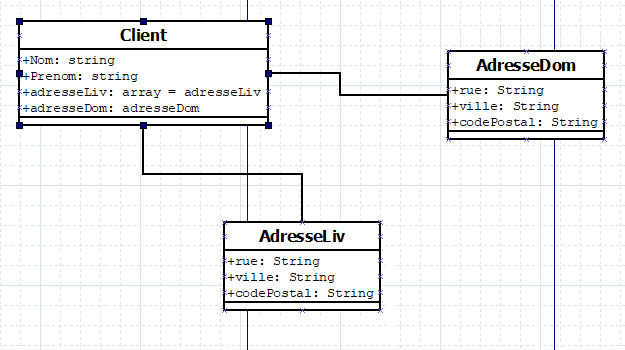 Client
+Nom: string
+Prenom: string
+adresseLiv: array = adresseLiv
+adresseDom: adresseDom
AdresseDom
+rue: String
+ville: String
+codePostal: String
AdresseLiv
+rue: String
+ville: String
+codePostal: String